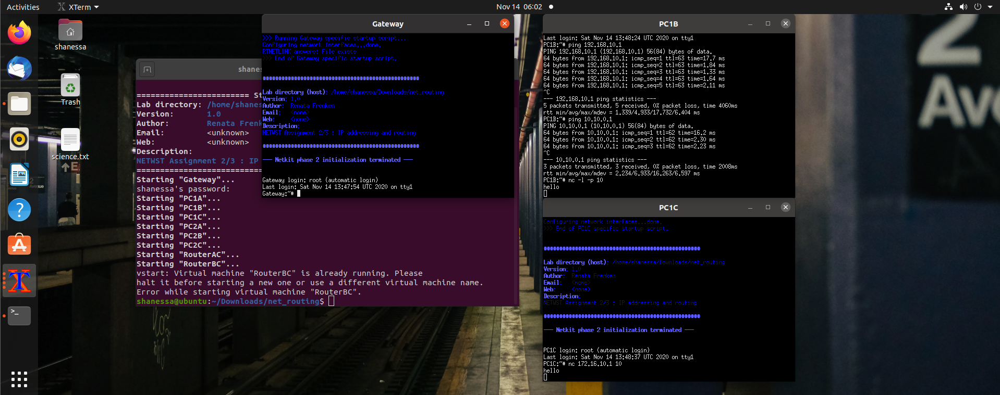 Activities
XTerm
Nov 14 06:02
shanessa
Trash
science.txt
2
Ave
shanes
======================== St
Lab directory: /home/shanes
Version: 1.0
Author: Renata Frenk
Email: <unknown>
Web: <unknown>
Description:
NETWST Assignment 2/3 : IP
Starting "Gateway"...
shanessa's password:
Starting "PC1A"...
Starting "PC1B"...
Starting "PC1C"...
Starting "PC2A"...
Starting "PC2B"...
Starting "PC2C"...
Starting "RouterAC"...
Starting "RouterBC"...
vstart: Virtual machine "RouterBC" is already running. Please
halt it before starting a new one or use a different virtual machine name.
Error while starting virtual machine "RouterBC".
shanessa@ubuntu:~/Downloads/net_routing$
Gateway
>>> Running Gateway specific startup script...
Configuring network interfaces...done.
RTNETLINK answers: File exists
>>> End of Gateway specific startup script.
Lab directory (host): /home/shanessa/Downloads/net_routing
Version: 1.0
Author: Renata Frenken
Email: <none>
Web: <none>
Description:
NETWST Assignment 2/3 : IP addressing and routing
--- Netkit phase 2 initialization terminated ---
Gateway login: root (automatic login)
Last login: Sat Nov 14 13:47:54 UTC 2020 on tty1
Gateway:~#
PC1B
Last login: Sat Nov 14 13:48:24 UTC 2020 on tty1
PC1B:~# ping 192.168.10.1
PING 192.168.10.1 (192.168.10.1) 56(84) bytes of data.
64 bytes from 192.168.10.1: icmp_seq=1 ttl=63 time=17.7 ms
64 bytes from 192.168.10.1: icmp_seq=2 ttl=63 time=1.84 ms
64 bytes from 192.168.10.1: icmp_seq=3 ttl=63 time=1.33 ms
64 bytes from 192.168.10.1: icmp_seq=4 ttl=63 time=1.64 ms
64 bytes from 192.168.10.1: icmp_seq=5 ttl=63 time=2.11 ms
^C
--- 192.168.10.1 ping statistics ---
5 packets transmitted, 5 received, 0% packet loss, time 4060ms
rtt min/avg/max/mdev = 1.339/4.933/17.732/6.404 ms
PC1B:~# ping 10.10.0.1
PING 10.10.0.1 (10.10.0.1) 56(84) bytes of data.
64 bytes from 10.10.0.1: icmp_seq=1 ttl=62 time=16.2 ms
64 bytes from 10.10.0.1: icmp_seq=2 ttl=62 time=2.30 ms
64 bytes from 10.10.0.1: icmp_seq=3 ttl=62 time=2.23 ms
^C
--- 10.10.0.1 ping statistics ---
3 packets transmitted, 3 received, 0% packet loss, time 2008ms
rtt min/avg/max/mdev = 2.234/6.933/16.263/6.597 ms
PC1B:~# nc -l -p 10
hello
PC1C
Configuring network interfaces...done.
>>> End of PC1C specific startup script.
Lab directory (host): /home/shanessa/Downloads/net_routing
Version: 1.0
Author: Renata Frenken
Email: <none>
Web: <none>
Description:
NETWST Assignment 2/3 : IP addressing and routing
--- Netkit phase 2 initialization terminated ---
PC1C login: root (automatic login)
Last login: Sat Nov 14 13:48:37 UTC 2020 on tty1
PC1C:~# nc 172.16.10.1 10
hello